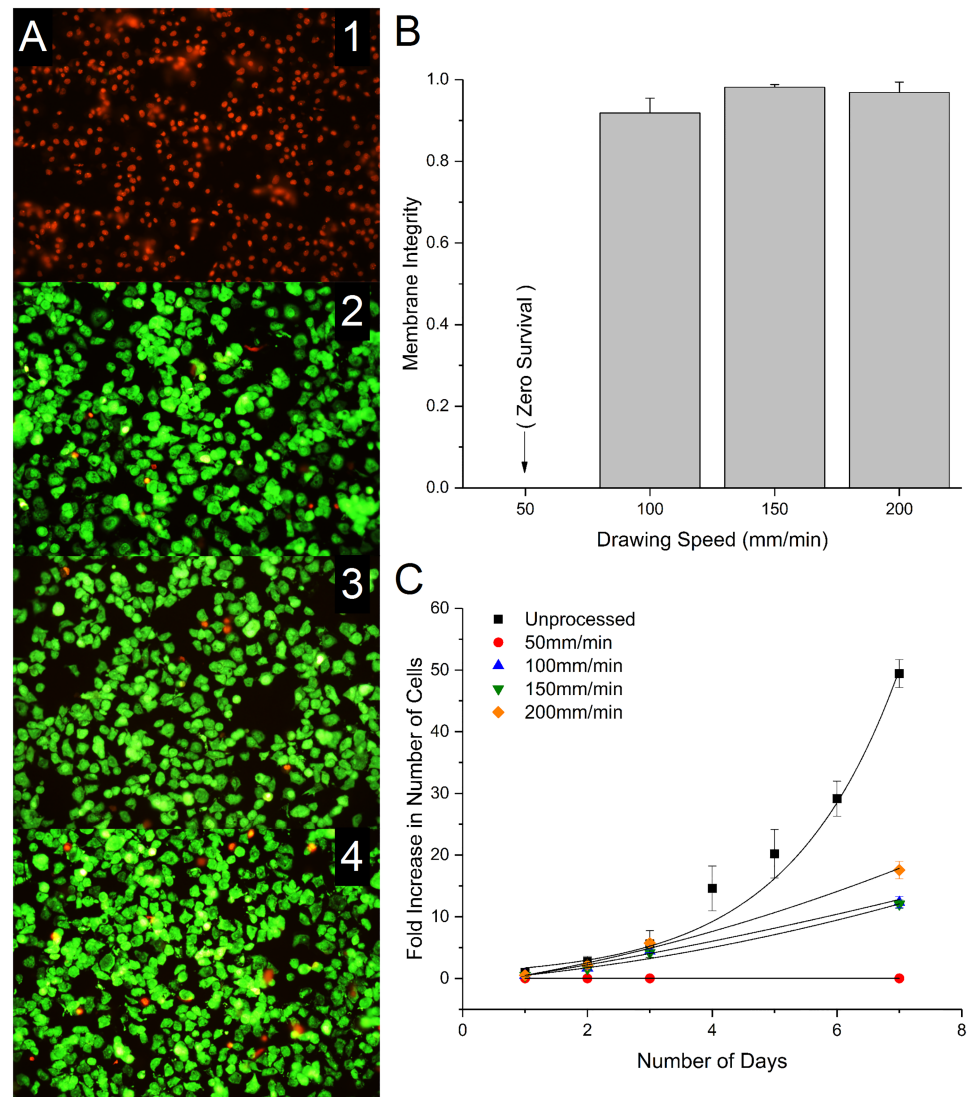 A
1
2
3
4
B
1.0
0.8
0.6
0.4
0.2
0.0
Membrane Integrity
( Zero Survival )
50
100
150
200
Drawing Speed (mm/min)
C
60
50
40
30
20
10
0
Fold Increase in Number of Cells
Unprocessed
50mm/min
100mm/min
150mm/min
200mm/min
0
2
4
6
8
Number of Days